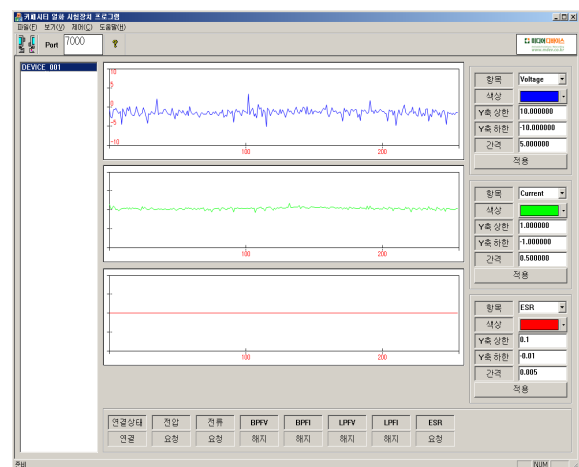 커패시티 열화 시험장치 프로그램
파일(F) 보기(V) 제어(C) 도움말(H)
Port 7000
DEVICE_001
10
5
0
-5
-10
100 200
100 200
100 200
항목 Voltage
색상
Y축 상한 10.000000
Y축 하한 -10.000000
간격 5.000000
적용
항목 Current
색상
Y축 상한 1.000000
Y축 하한 -1.000000
간격 0.500000
적용
항목 ESR
색상
Y축 상한 0.1
Y축 하한 -0.01
간격 0.005
적용
연결상태 전압 전류 BPFV BPFI LPFV LPFI ESR
연결 요청 요청 해지 해지 해지 해지 요청
준비 NUM